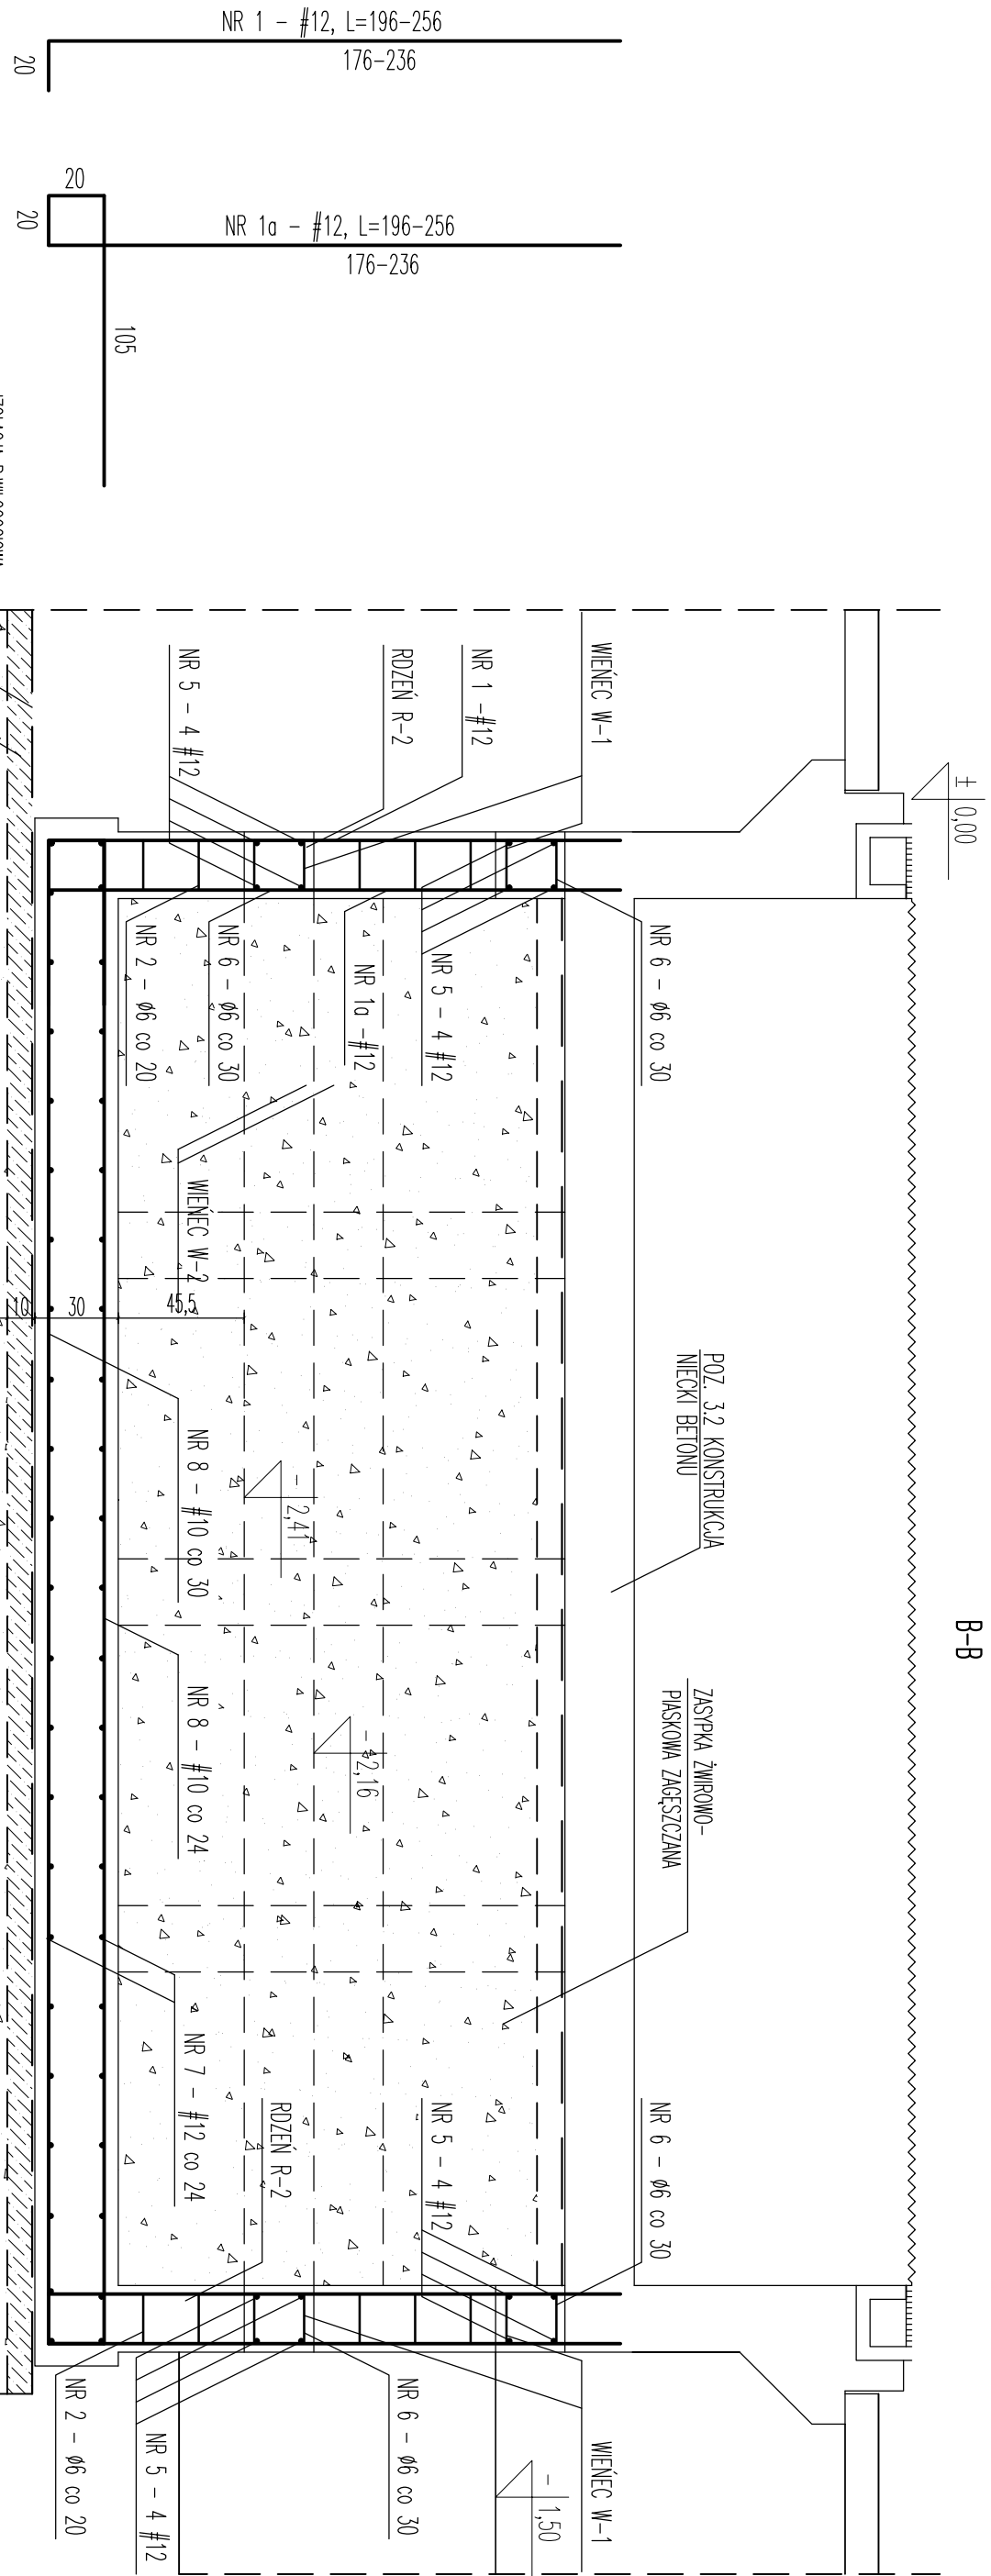 NR 1 - #12, L=196-256
176-236
20
20
20
NR 1a - #12, L=196-256
176-236
105
± 0,00
B-B
WIEŃEC W-1
NR 1 -#12
RDZEŃ R-2
NR 5 - 4 #12
NR 6 - ø6 co 30
NR 5 - 4 #12
NR 1a -#12
NR 6 - ø6 co 30
NR 2 - ø6 co 20
WIEŃEC W-2
10
30
45,5
POZ. 3.2 KONSTRUKCJA
NIECKI BETONU
NR 8 - #10 co 30
- 2,41
NR 8 - #10 co 24
- 2,16
ZASYPKA ŻWIROWO-
PIASKOWA ZAGĘSZCZANA
NR 7 - #12 co 24
RDZEŃ R-2
NR 5 - 4 #12
NR 6 - ø6 co 30
WIEŃEC W-1
- 1,50
NR 6 - ø6 co 30
NR 5 - 4 #12
NR 2 - ø6 co 20